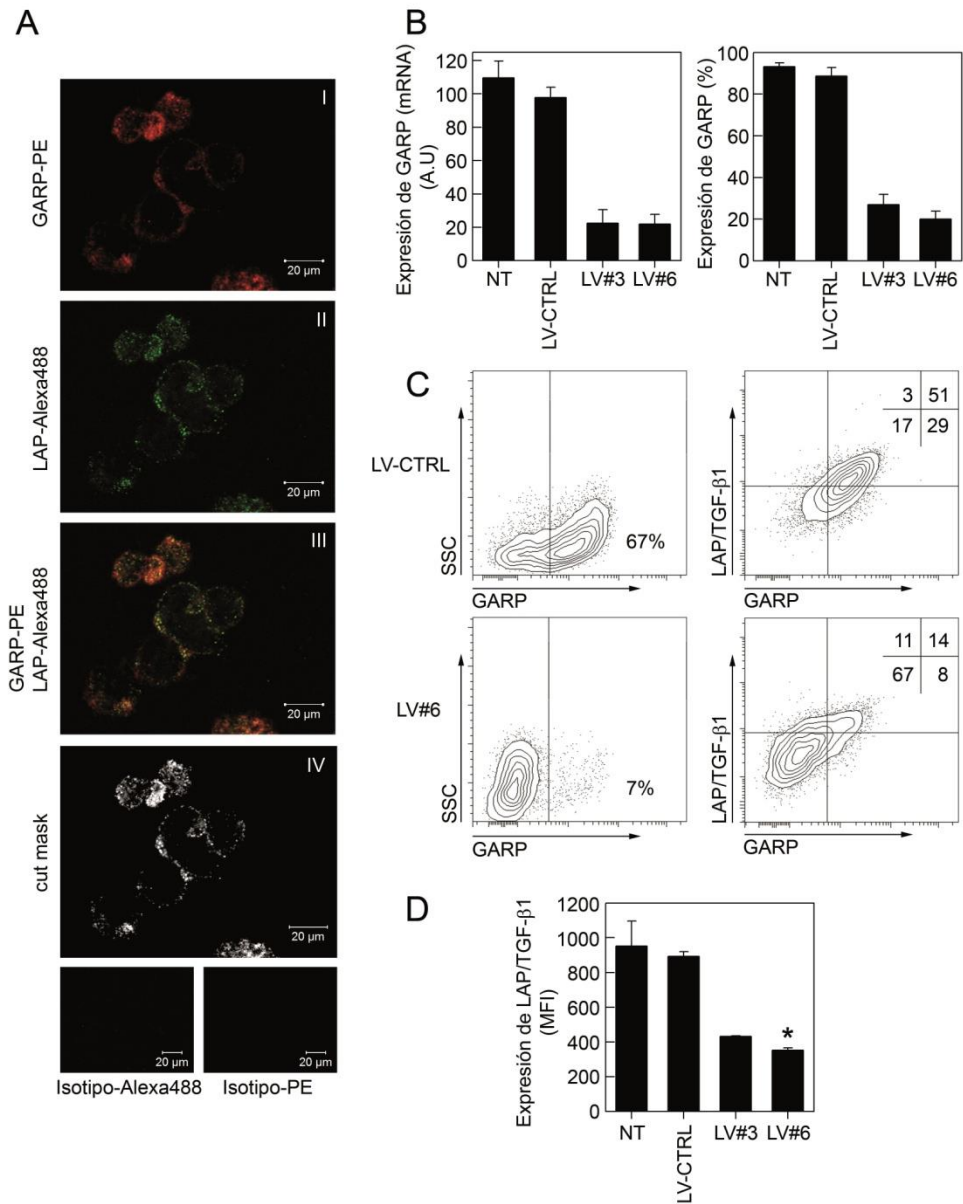 A
GARP-PE
I
20 µm
LAP-Alexa488
II
20 µm
GARP-PE
LAP-Alexa488
III
20 µm
cut mask
IV
20 µm
20 µm
20 µm
Isotipo-Alexa488
Isotipo-PE
B
Expresión de GARP (mRNA)
(A.U)
120
100
80
60
40
20
0
NT
LV-CTRL
LV#3
LV#6
Expresión de GARP (%)
100
80
60
40
20
0
NT
LV-CTRL
LV#3
LV#6
C
LV-CTRL
SSC
67%
GARP
LAP/TGF-β1
3 51
17 29
GARP
LV#6
SSC
7%
GARP
LAP/TGF-β1
11 14
67 8
GARP
D
Expresión de LAP/TGF-β1
(MFI)
1200
1000
800
600
400
200
0
*
NT
LV-CTRL
LV#3
LV#6